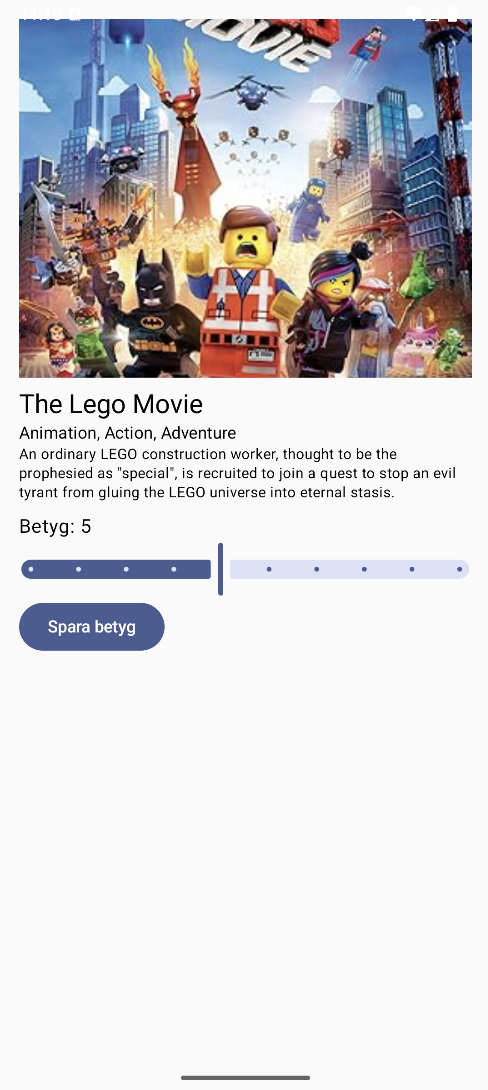 MOVIE
The Lego Movie
Animation, Action, Adventure
An ordinary LEGO construction worker, thought to be the
prophesied as "special", is recruited to join a quest to stop an evil
tyrant from gluing the LEGO universe into eternal stasis.
Betyg: 5
Spara betyg